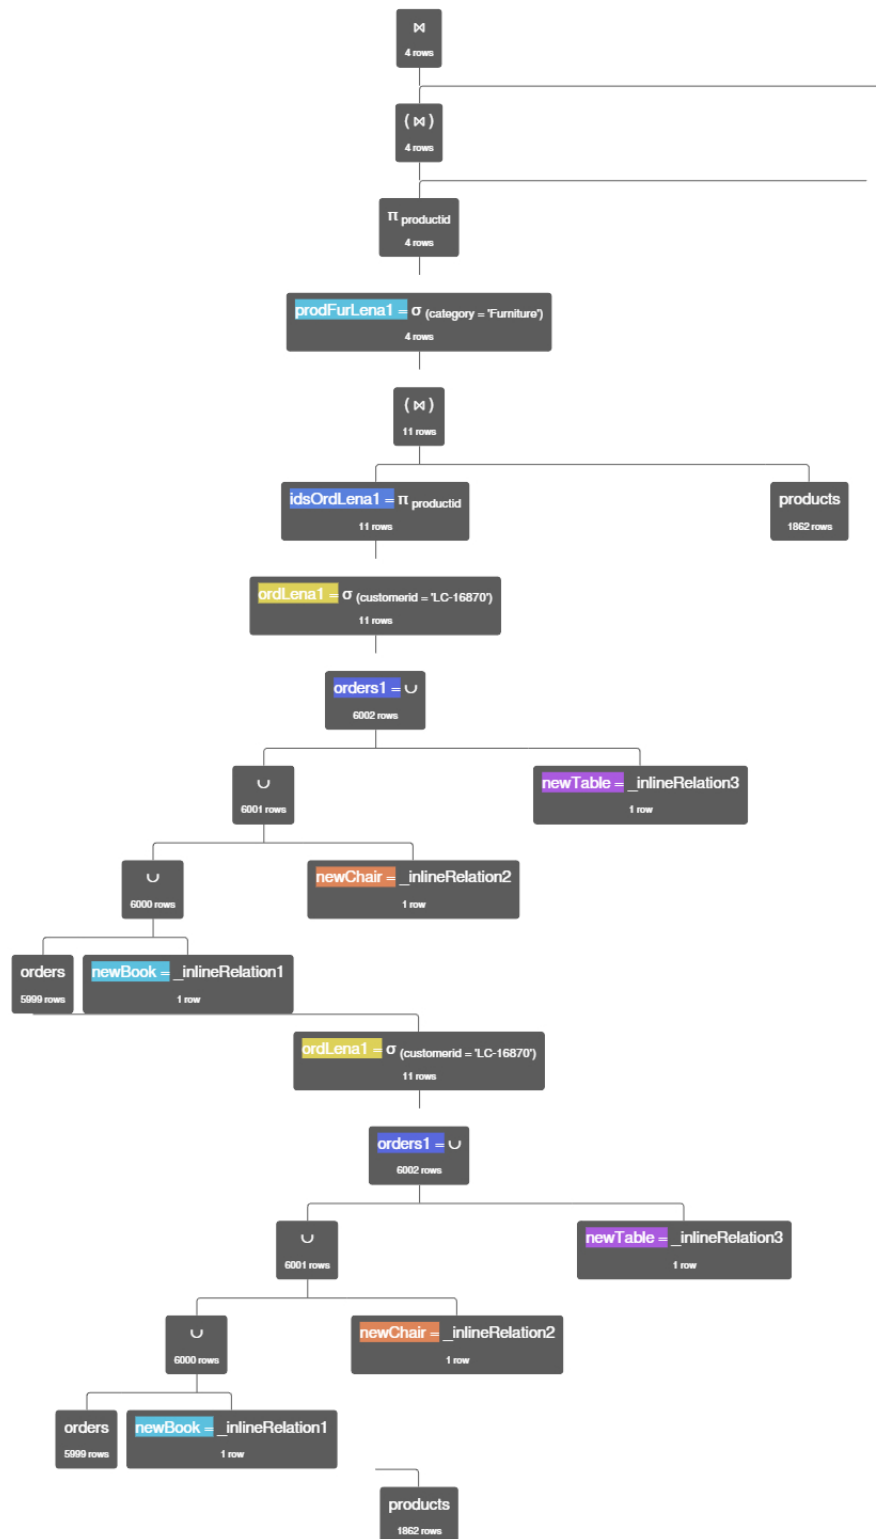 ⋈
4 rows
( ⋈ )
4 rows
π productid
4 rows
prodFurLena1 = σ (category = 'Furniture')
4 rows
( ⋈ )
11 rows
idsOrdLena1 = π productid
11 rows
products
1862 rows
ordLena1 = σ (customerid = 'LC-16870')
11 rows
orders1 = ∪
6002 rows
∪
6001 rows
newTable = _inlineRelation3
1 row
∪
6000 rows
newChair = _inlineRelation2
1 row
orders
5999 rows
newBook = _inlineRelation1
1 row
ordLena1 = σ (customerid = 'LC-16870')
11 rows
orders1 = ∪
6002 rows
∪
6001 rows
newTable = _inlineRelation3
1 row
∪
6000 rows
newChair = _inlineRelation2
1 row
orders
5999 rows
newBook = _inlineRelation1
1 row
products
1862 rows